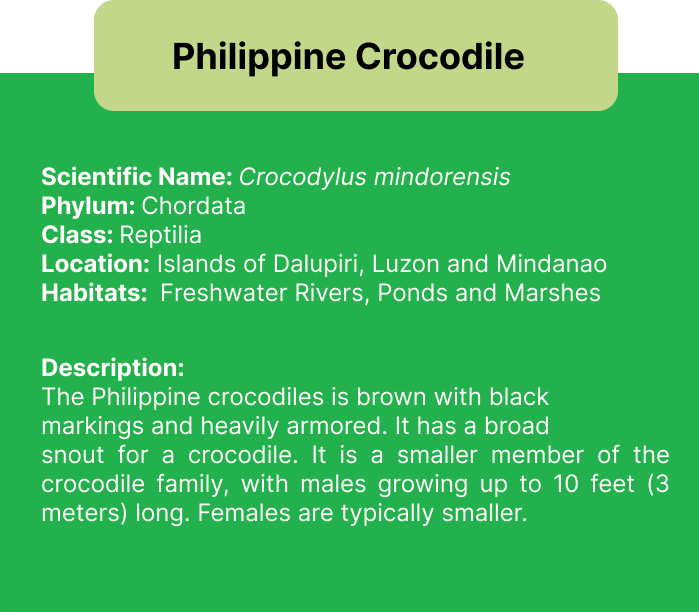 Philippine Crocodile
Scientific Name: Crocodylus mindorensis
Phylum: Chordata
Class: Reptilia
Location: Islands of Dalupiri, Luzon and Mindanao
Habitats:  Freshwater Rivers, Ponds and Marshes
Description:
The Philippine crocodiles is brown with black
markings and heavily armored. It has a broad
snout for a crocodile. It is a smaller member of the
crocodile family, with males growing up to 10 feet (3
meters) long. Females are typically smaller.